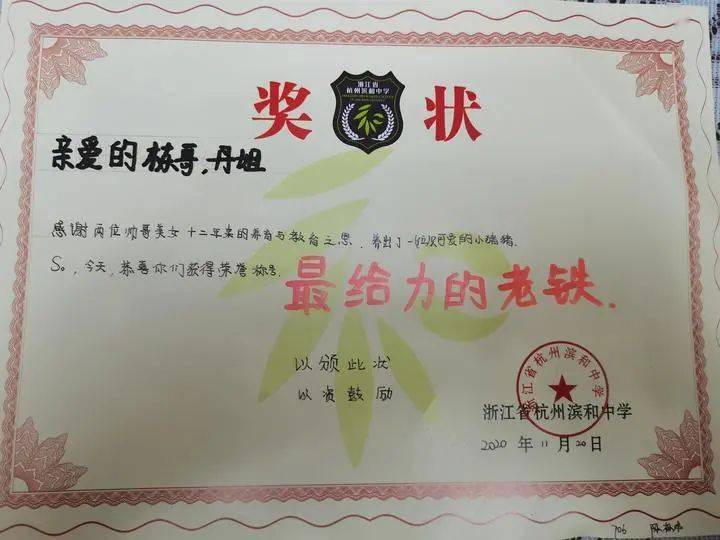 浙江省
杭州滨和中学
奖 状
亲爱的栋哥,丹姐
感谢两位帅哥美女十二年来的养育与教育之恩,养出了一位可爱的小猪.
So,今天,恭喜你们获得荣誉称号 最给力的老铁.
以颁此状
以资鼓励
浙江省杭州滨和中学
浙江省杭州滨和中学
2020 年 11 月 20 日
706